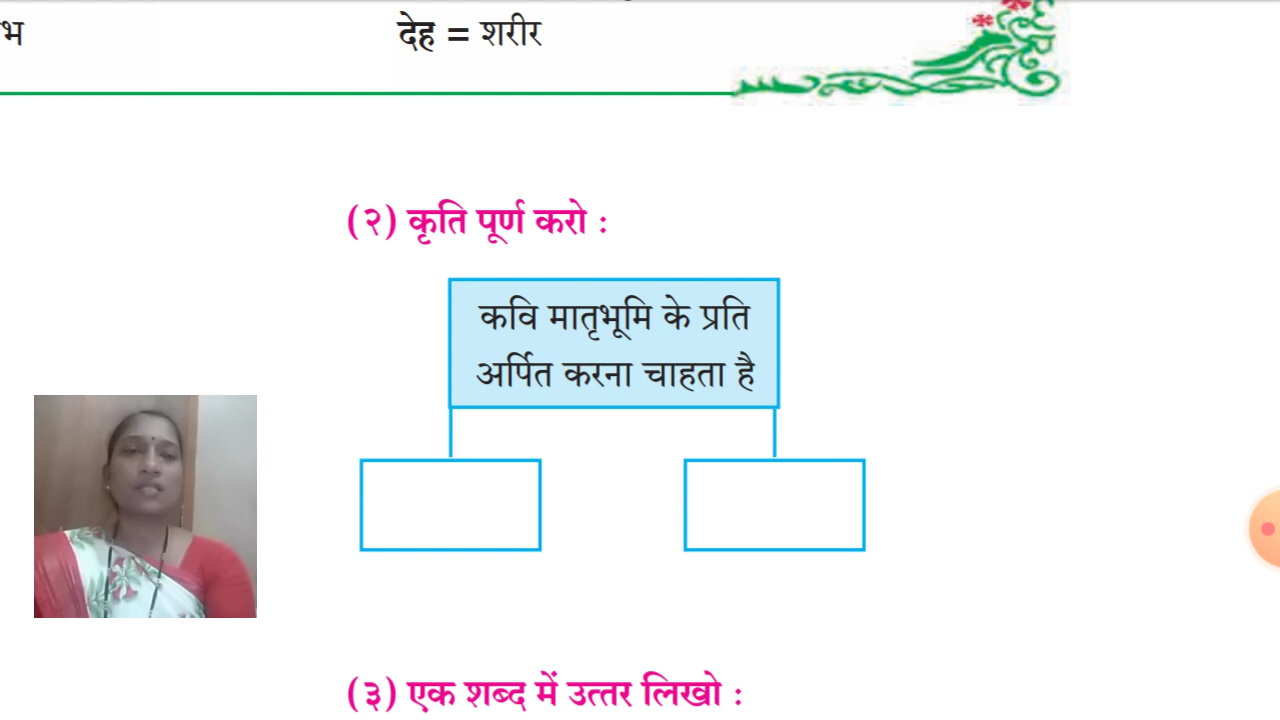 भ
देह = शरीर
(२) कृति पूर्ण करो :
कवि मातृभूमि के प्रति
अर्पित करना चाहता है
(३) एक शब्द में उत्तर लिखो :